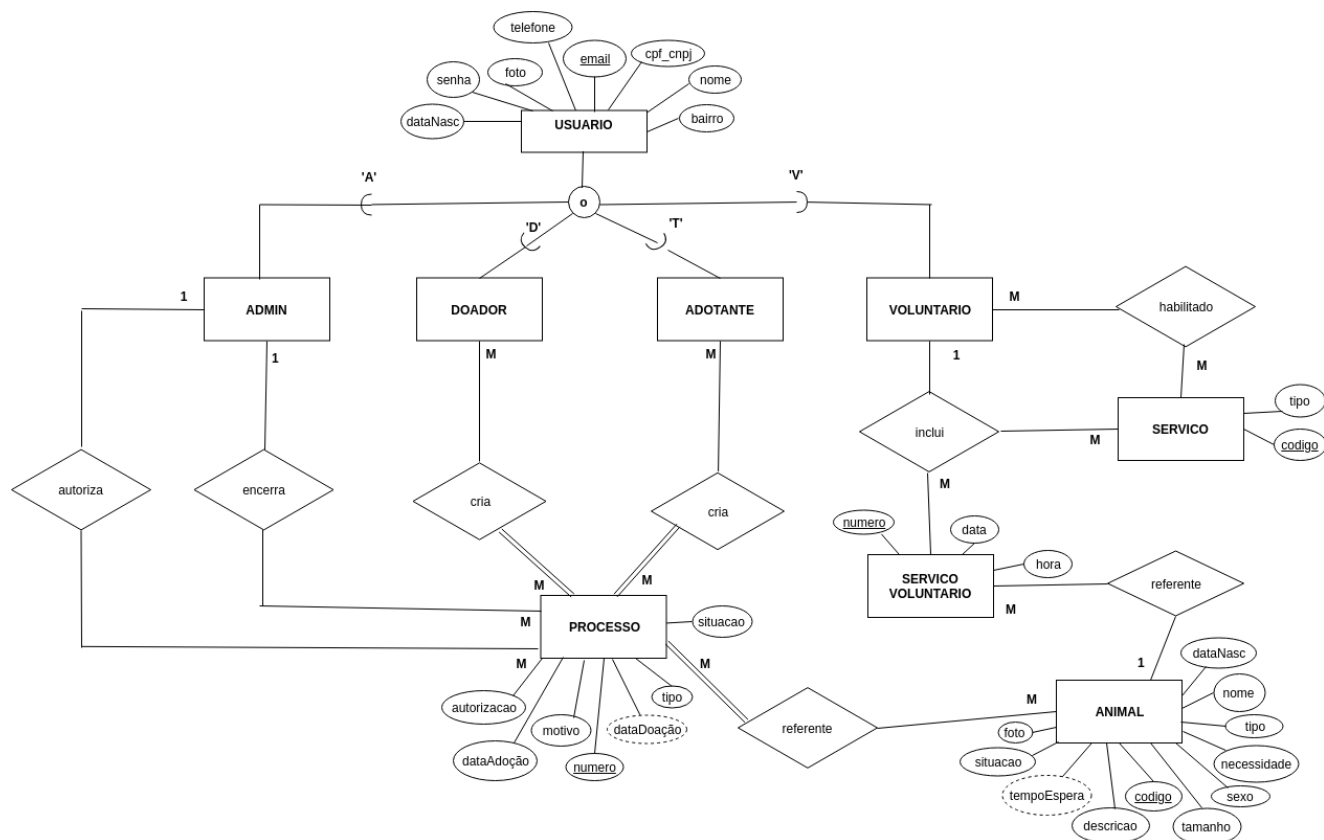 telefone
email
cpf_cnpj
foto
senha
nome
dataNasc
bairro
USUARIO
'A'
'V'
o
'D'
'T'
1
ADMIN
DOADOR
ADOTANTE
VOLUNTARIO
M
habilitado
1
M
M
1
M
inclui
M
SERVICO
tipo
codigo
autoriza
encerra
cria
cria
M
numero
data
hora
SERVICO
VOLUNTARIO
M
referente
M
M
M
PROCESSO
situacao
M
M
1
autorizacao
motivo
tipo
dataDoação
dataAdoção
numero
referente
M
ANIMAL
dataNasc
nome
tipo
necessidade
sexo
tamanho
codigo
descricao
tempoEspera
situacao
foto